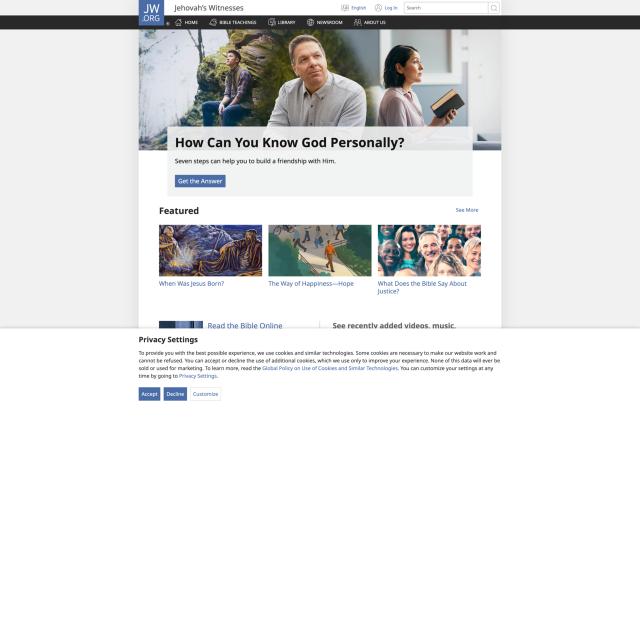 JW
.ORG
®
Jehovah's Witnesses
English
Log In
Search
HOME
BIBLE TEACHINGS
LIBRARY
NEWSROOM
ABOUT US
How Can You Know God Personally?
Seven steps can help you to build a friendship with Him.
Get the Answer
Featured
See More
When Was Jesus Born?
The Way of Happiness—Hope
What Does the Bible Say About
Justice?
Read the Bible Online
See recently added videos, music,
Privacy Settings
To provide you with the best possible experience, we use cookies and similar technologies. Some cookies are necessary to make our website work and
cannot be refused. You can accept or decline the use of additional cookies, which we use only to improve your experience. None of this data will ever be
sold or used for marketing. To learn more, read the Global Policy on Use of Cookies and Similar Technologies. You can customize your settings at any
time by going to Privacy Settings.
Accept
Decline
Customize